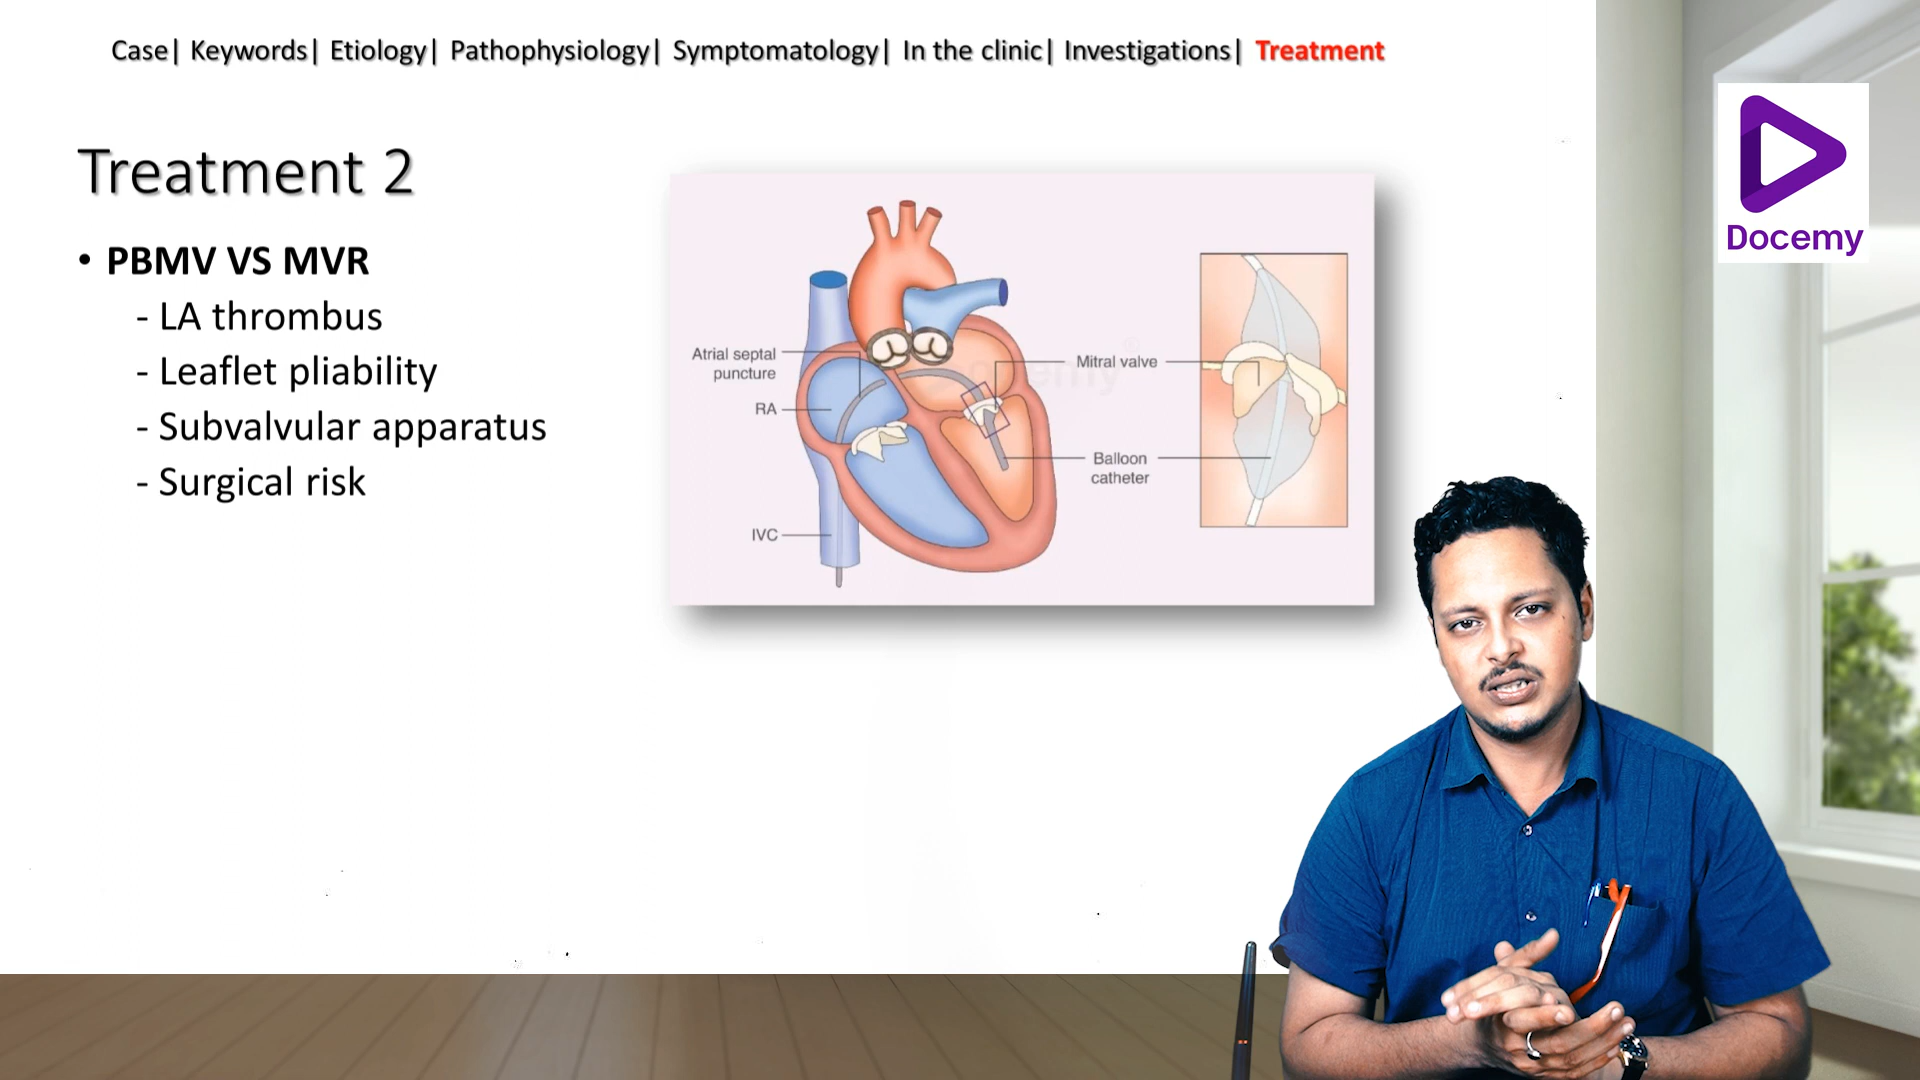 Case| Keywords| Etiology| Pathophysiology| Symptomatology| In the clinic| Investigations| Treatment
Docemy
Treatment 2
• PBMV VS MVR
- LA thrombus
- Leaflet pliability
- Subvalvular apparatus
- Surgical risk
Atrial septal
puncture
RA
IVC
Mitral valve
Balloon
catheter